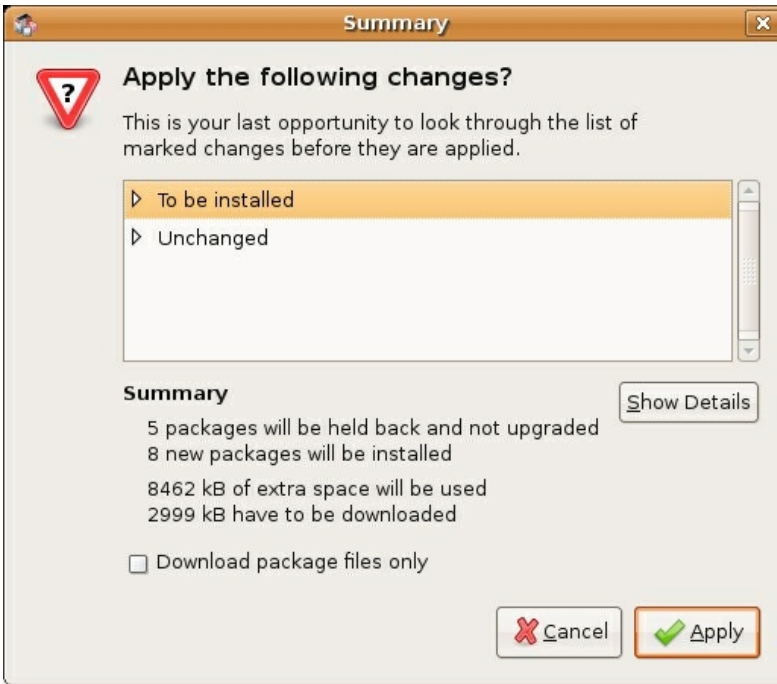 Summary
?
Apply the following changes?
This is your last opportunity to look through the list of
marked changes before they are applied.
To be installed
Unchanged
Summary
Show Details
5 packages will be held back and not upgraded
8 new packages will be installed
8462 kB of extra space will be used
2999 kB have to be downloaded
Download package files only
Cancel
Apply